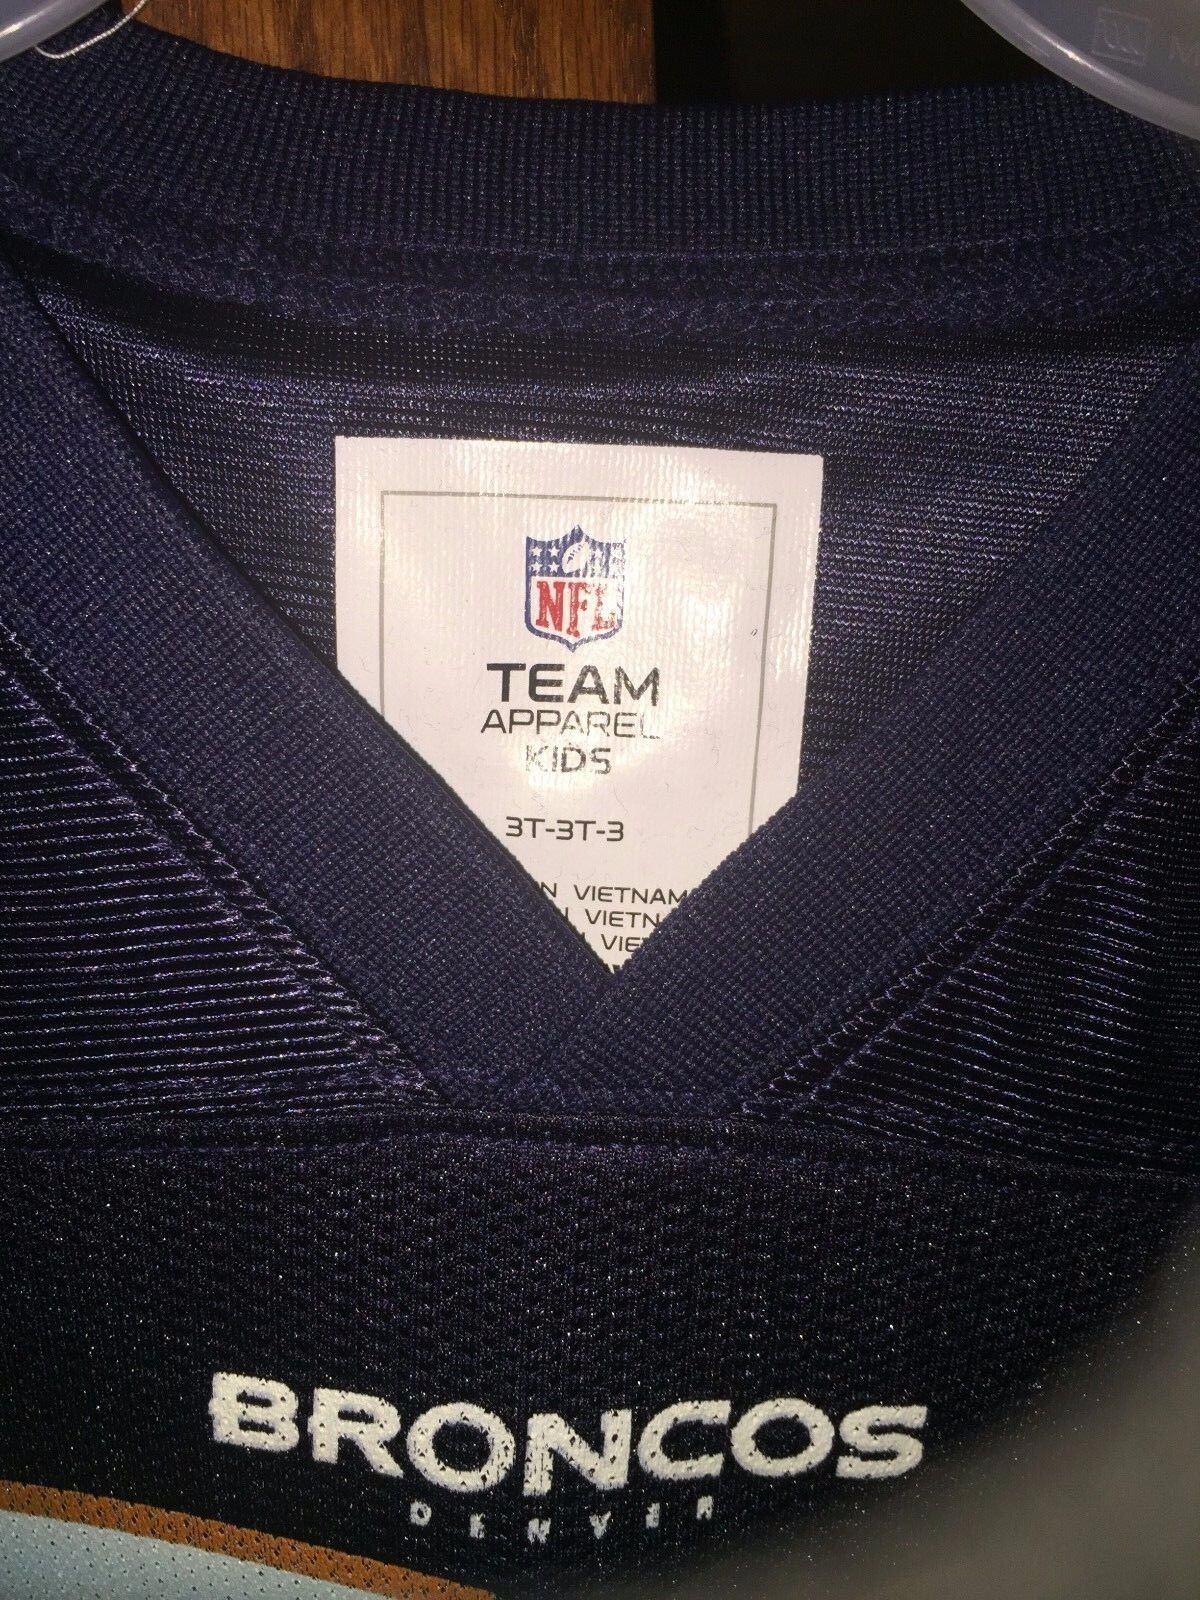 NFL
TEAM
APPAREL
KIDS
3T-3T-3
VIETNAM
BRONCOS
DENVER